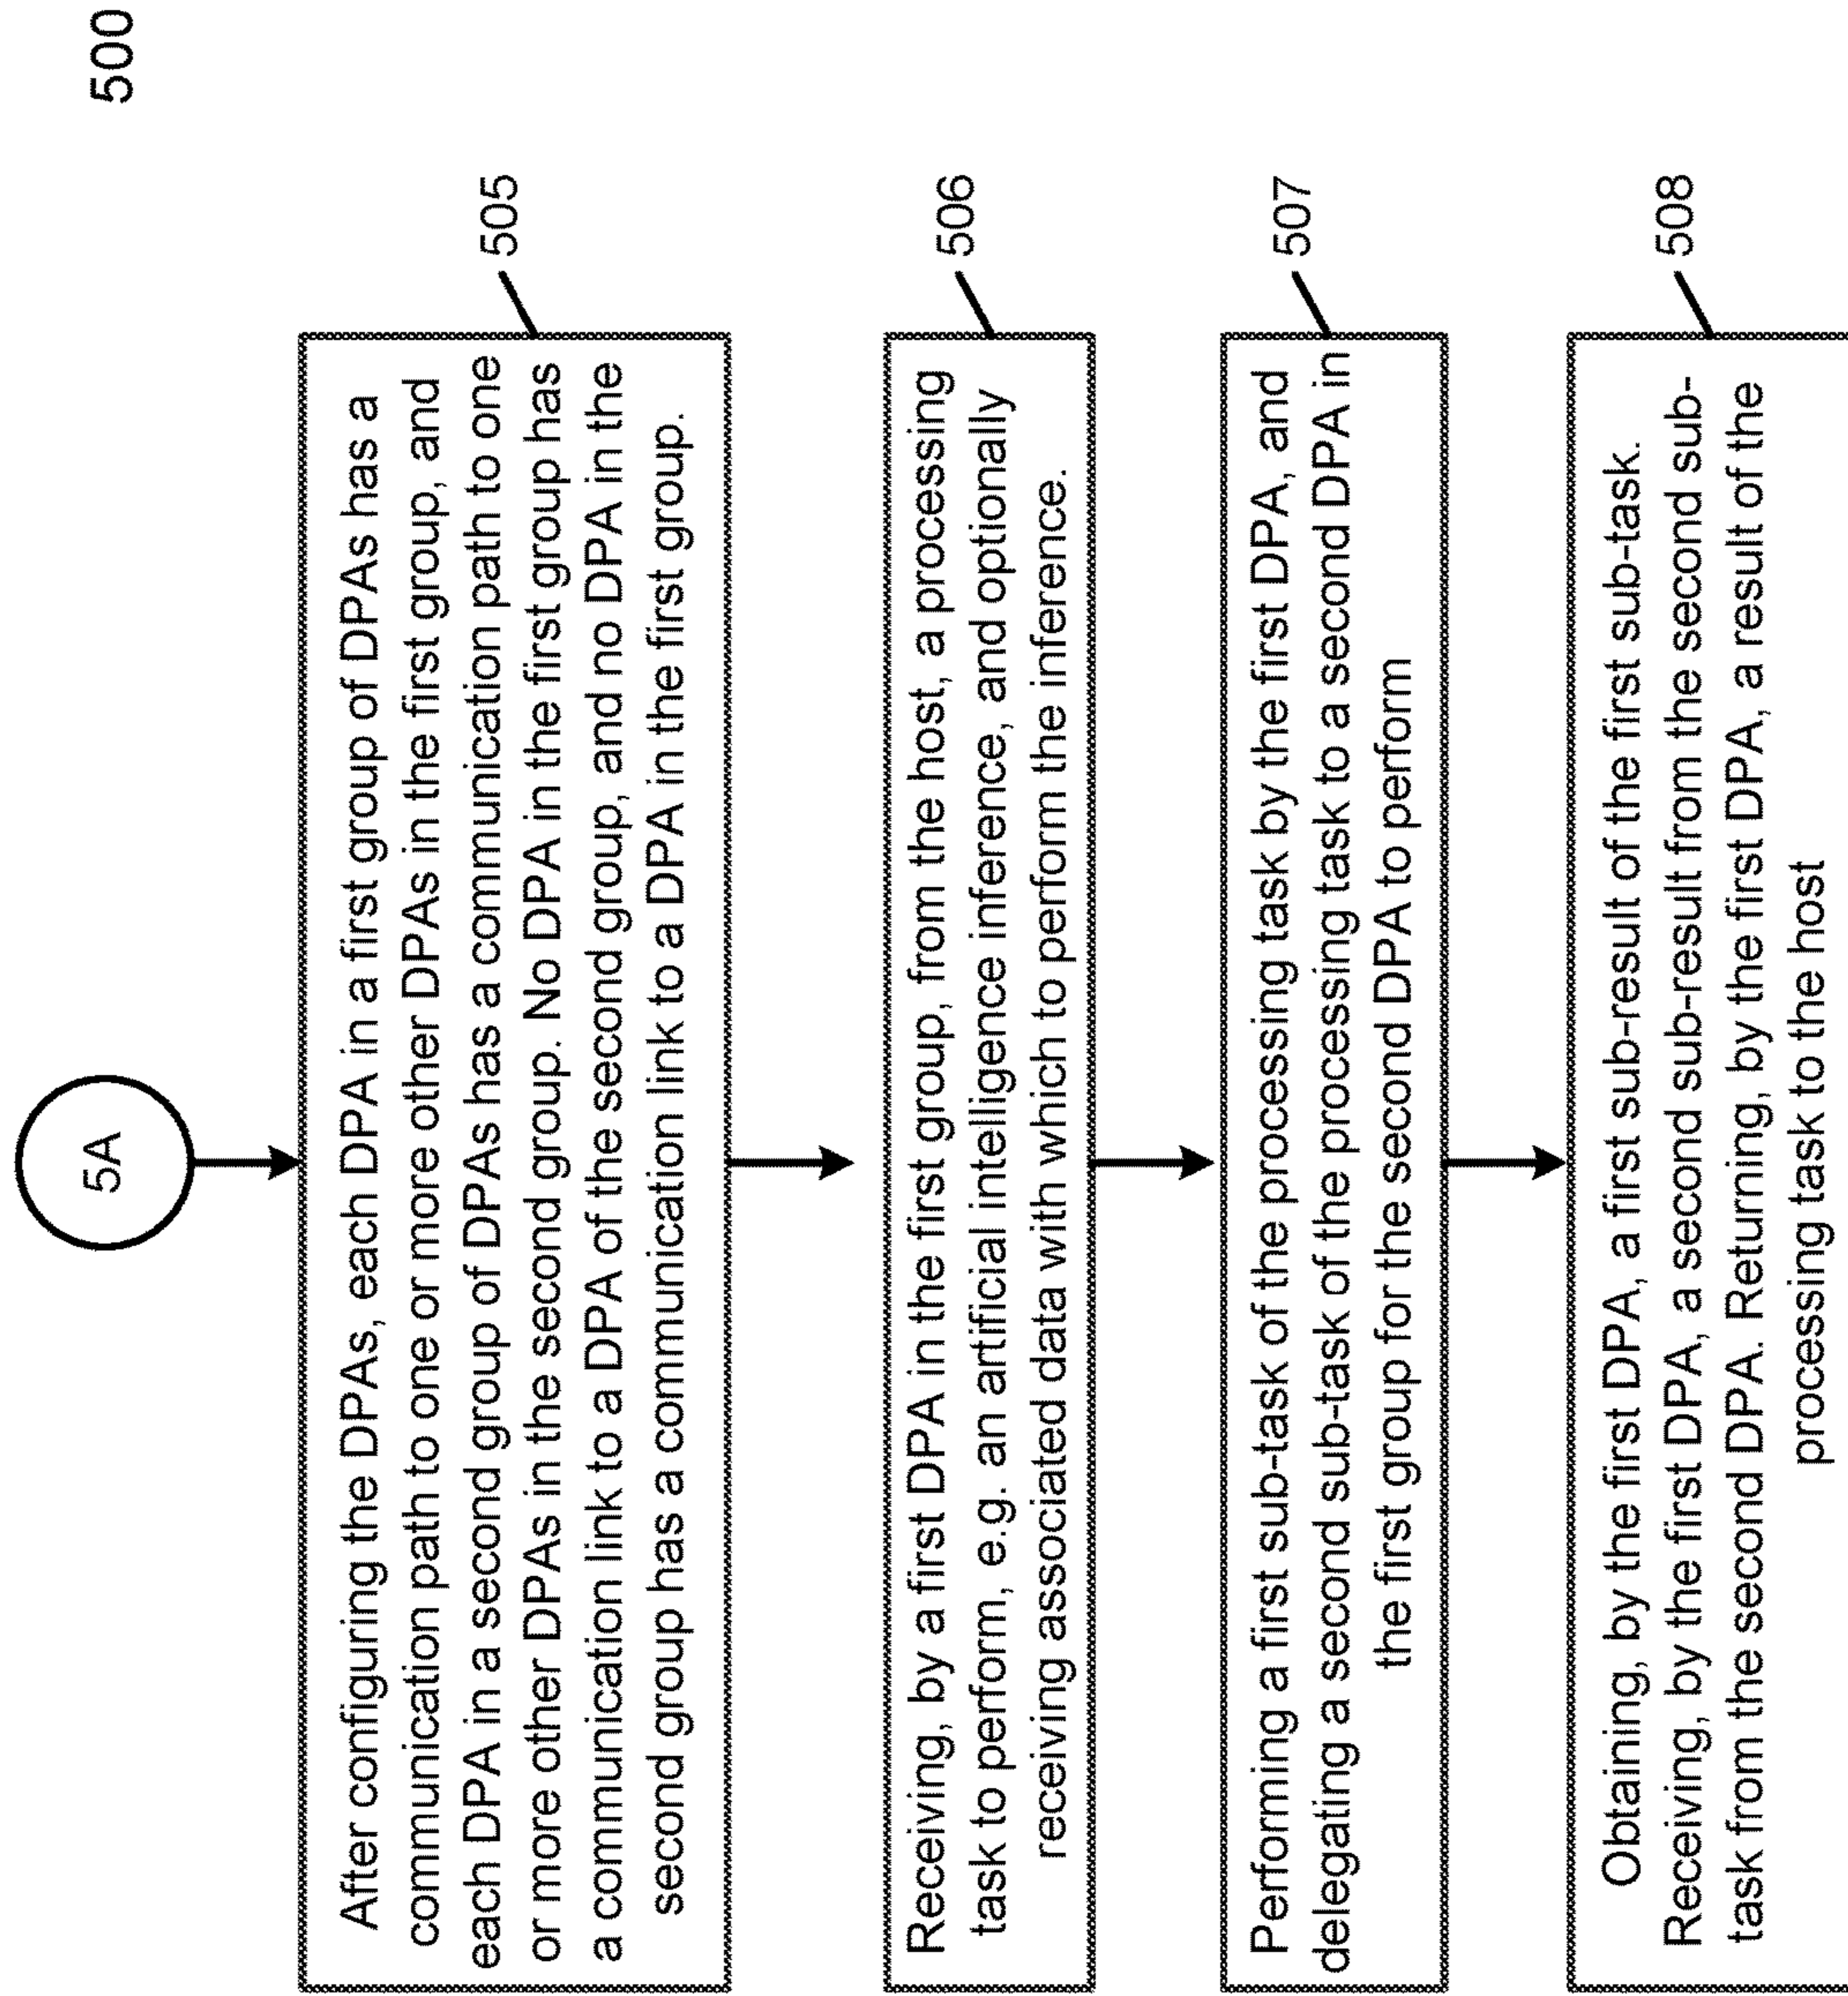 500
5A
After configuring the DPAs, each DPA in a first group of DPAs has a
communication path to one or more other DPAs in the first group, and
each DPA in a second group of DPAs has a communication path to one
or more other DPAs in the second group. No DPA in the first group has
a communication link to a DPA of the second group, and no DPA in the
second group has a communication link to a DPA in the first group.
505
Receiving, by a first DPA in the first group, from the host, a processing
task to perform, e.g. an artificial intelligence inference, and optionally
receiving associated data with which to perform the inference.
506
Performing a first sub-task of the processing task by the first DPA, and
delegating a second sub-task of the processing task to a second DPA in
the first group for the second DPA to perform
507
Obtaining, by the first DPA, a first sub-result of the first sub-task.
Receiving, by the first DPA, a second sub-result from the second sub-
task from the second DPA. Returning, by the first DPA, a result of the
processing task to the host
508